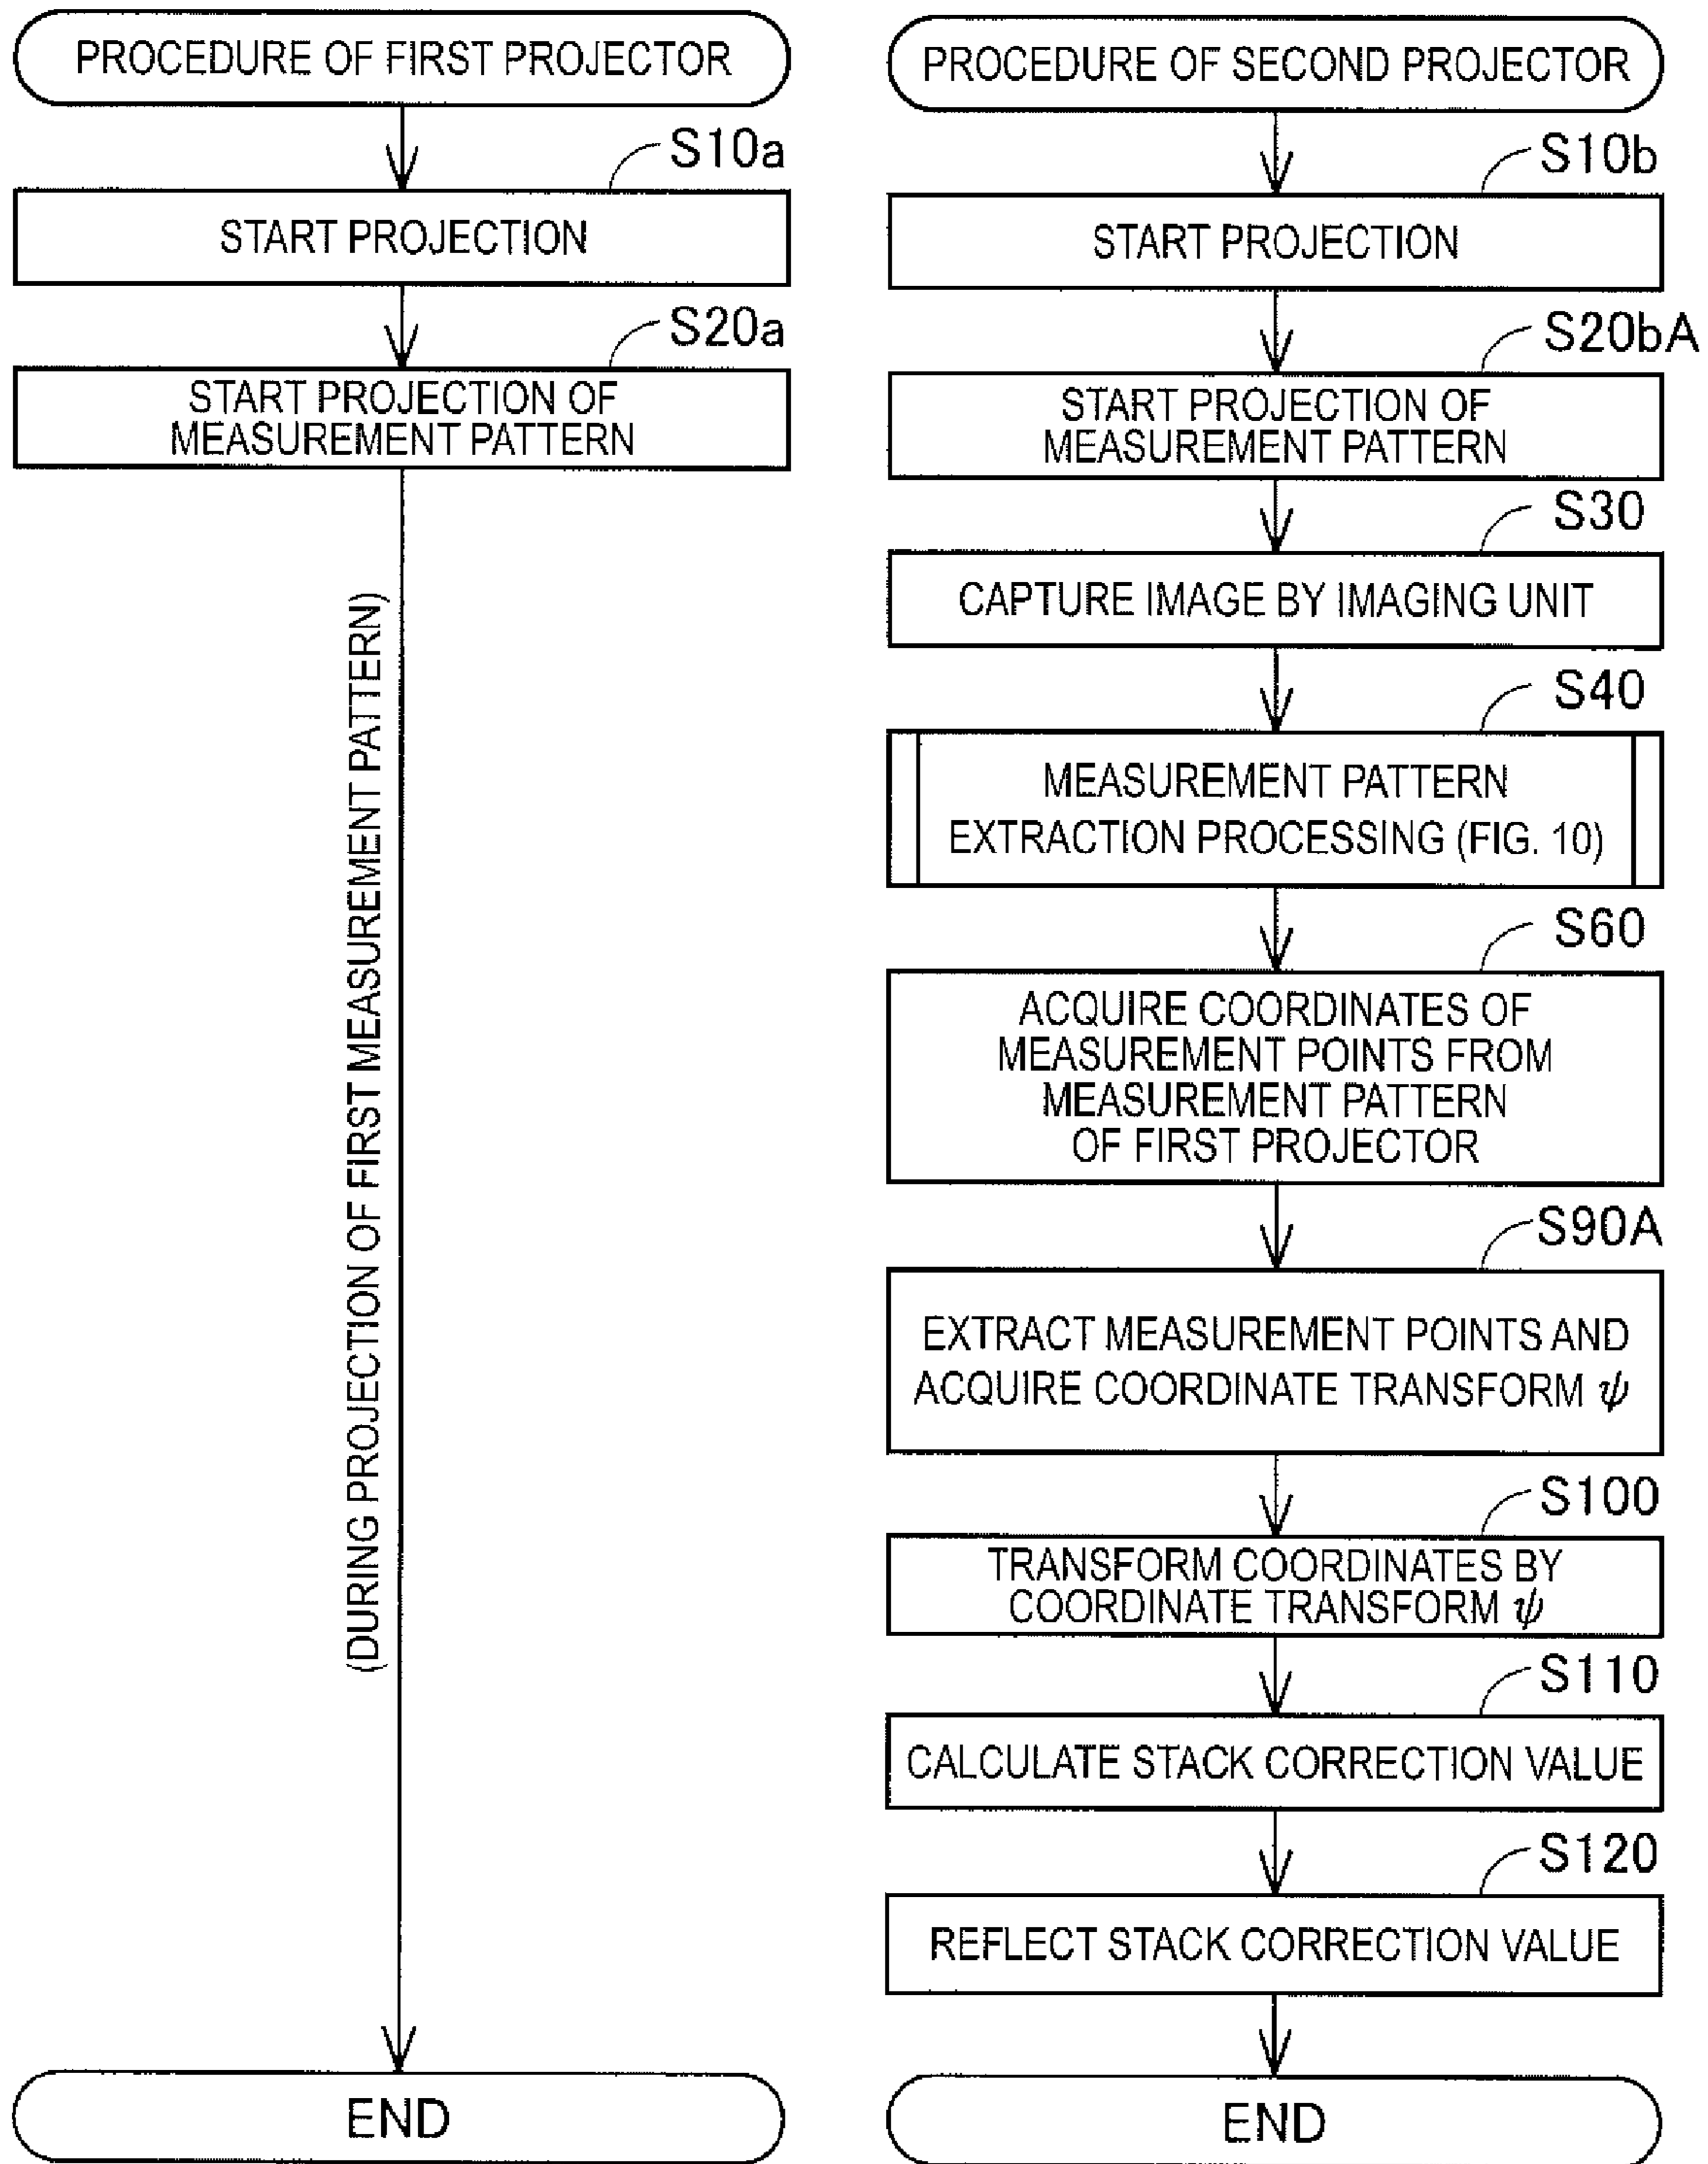 PROCEDURE OF FIRST PROJECTOR
S10a
START PROJECTION
S20a
START PROJECTION OF
MEASUREMENT PATTERN
(DURING PROJECTION OF FIRST MEASUREMENT PATTERN)
END
PROCEDURE OF SECOND PROJECTOR
S10b
START PROJECTION
S20bA
START PROJECTION OF
MEASUREMENT PATTERN
S30
CAPTURE IMAGE BY IMAGING UNIT
S40
MEASUREMENT PATTERN
EXTRACTION PROCESSING (FIG. 10)
S60
ACQUIRE COORDINATES OF
MEASUREMENT POINTS FROM
MEASUREMENT PATTERN
OF FIRST PROJECTOR
S90A
EXTRACT MEASUREMENT POINTS AND
ACQUIRE COORDINATE TRANSFORM ψ
S100
TRANSFORM COORDINATES BY
COORDINATE TRANSFORM ψ
S110
CALCULATE STACK CORRECTION VALUE
S120
REFLECT STACK CORRECTION VALUE
END